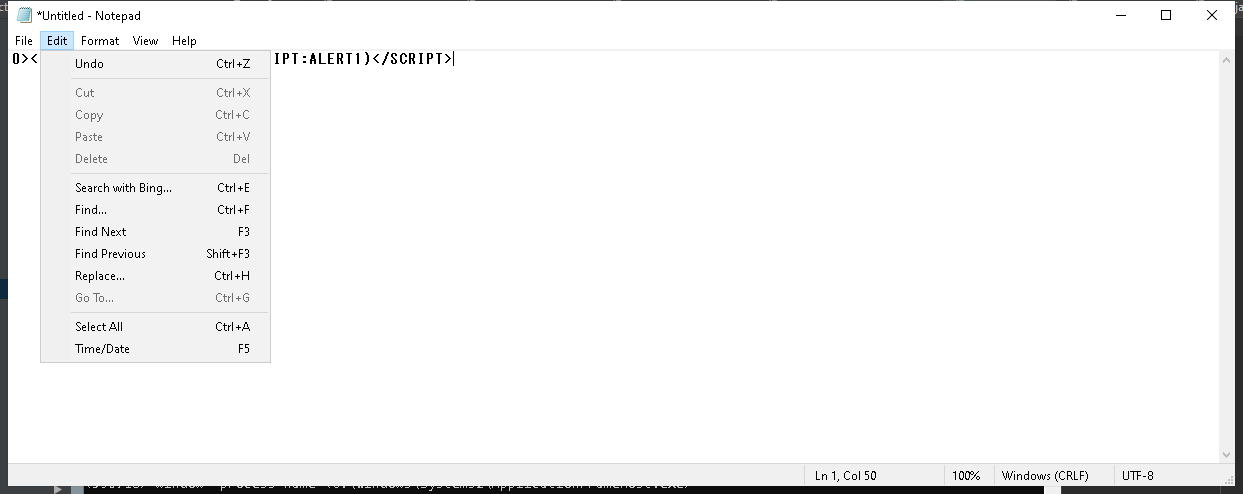 *Untitled - Notepad
File Edit Format View Help
0>< IPT:ALERT1)</SCRIPT>
Undo Ctrl+Z
Cut Ctrl+X
Copy Ctrl+C
Paste Ctrl+V
Delete Del
Search with Bing... Ctrl+E
Find... Ctrl+F
Find Next F3
Find Previous Shift+F3
Replace... Ctrl+H
Go To... Ctrl+G
Select All Ctrl+A
Time/Date F5
Ln 1, Col 50 100% Windows (CRLF) UTF-8